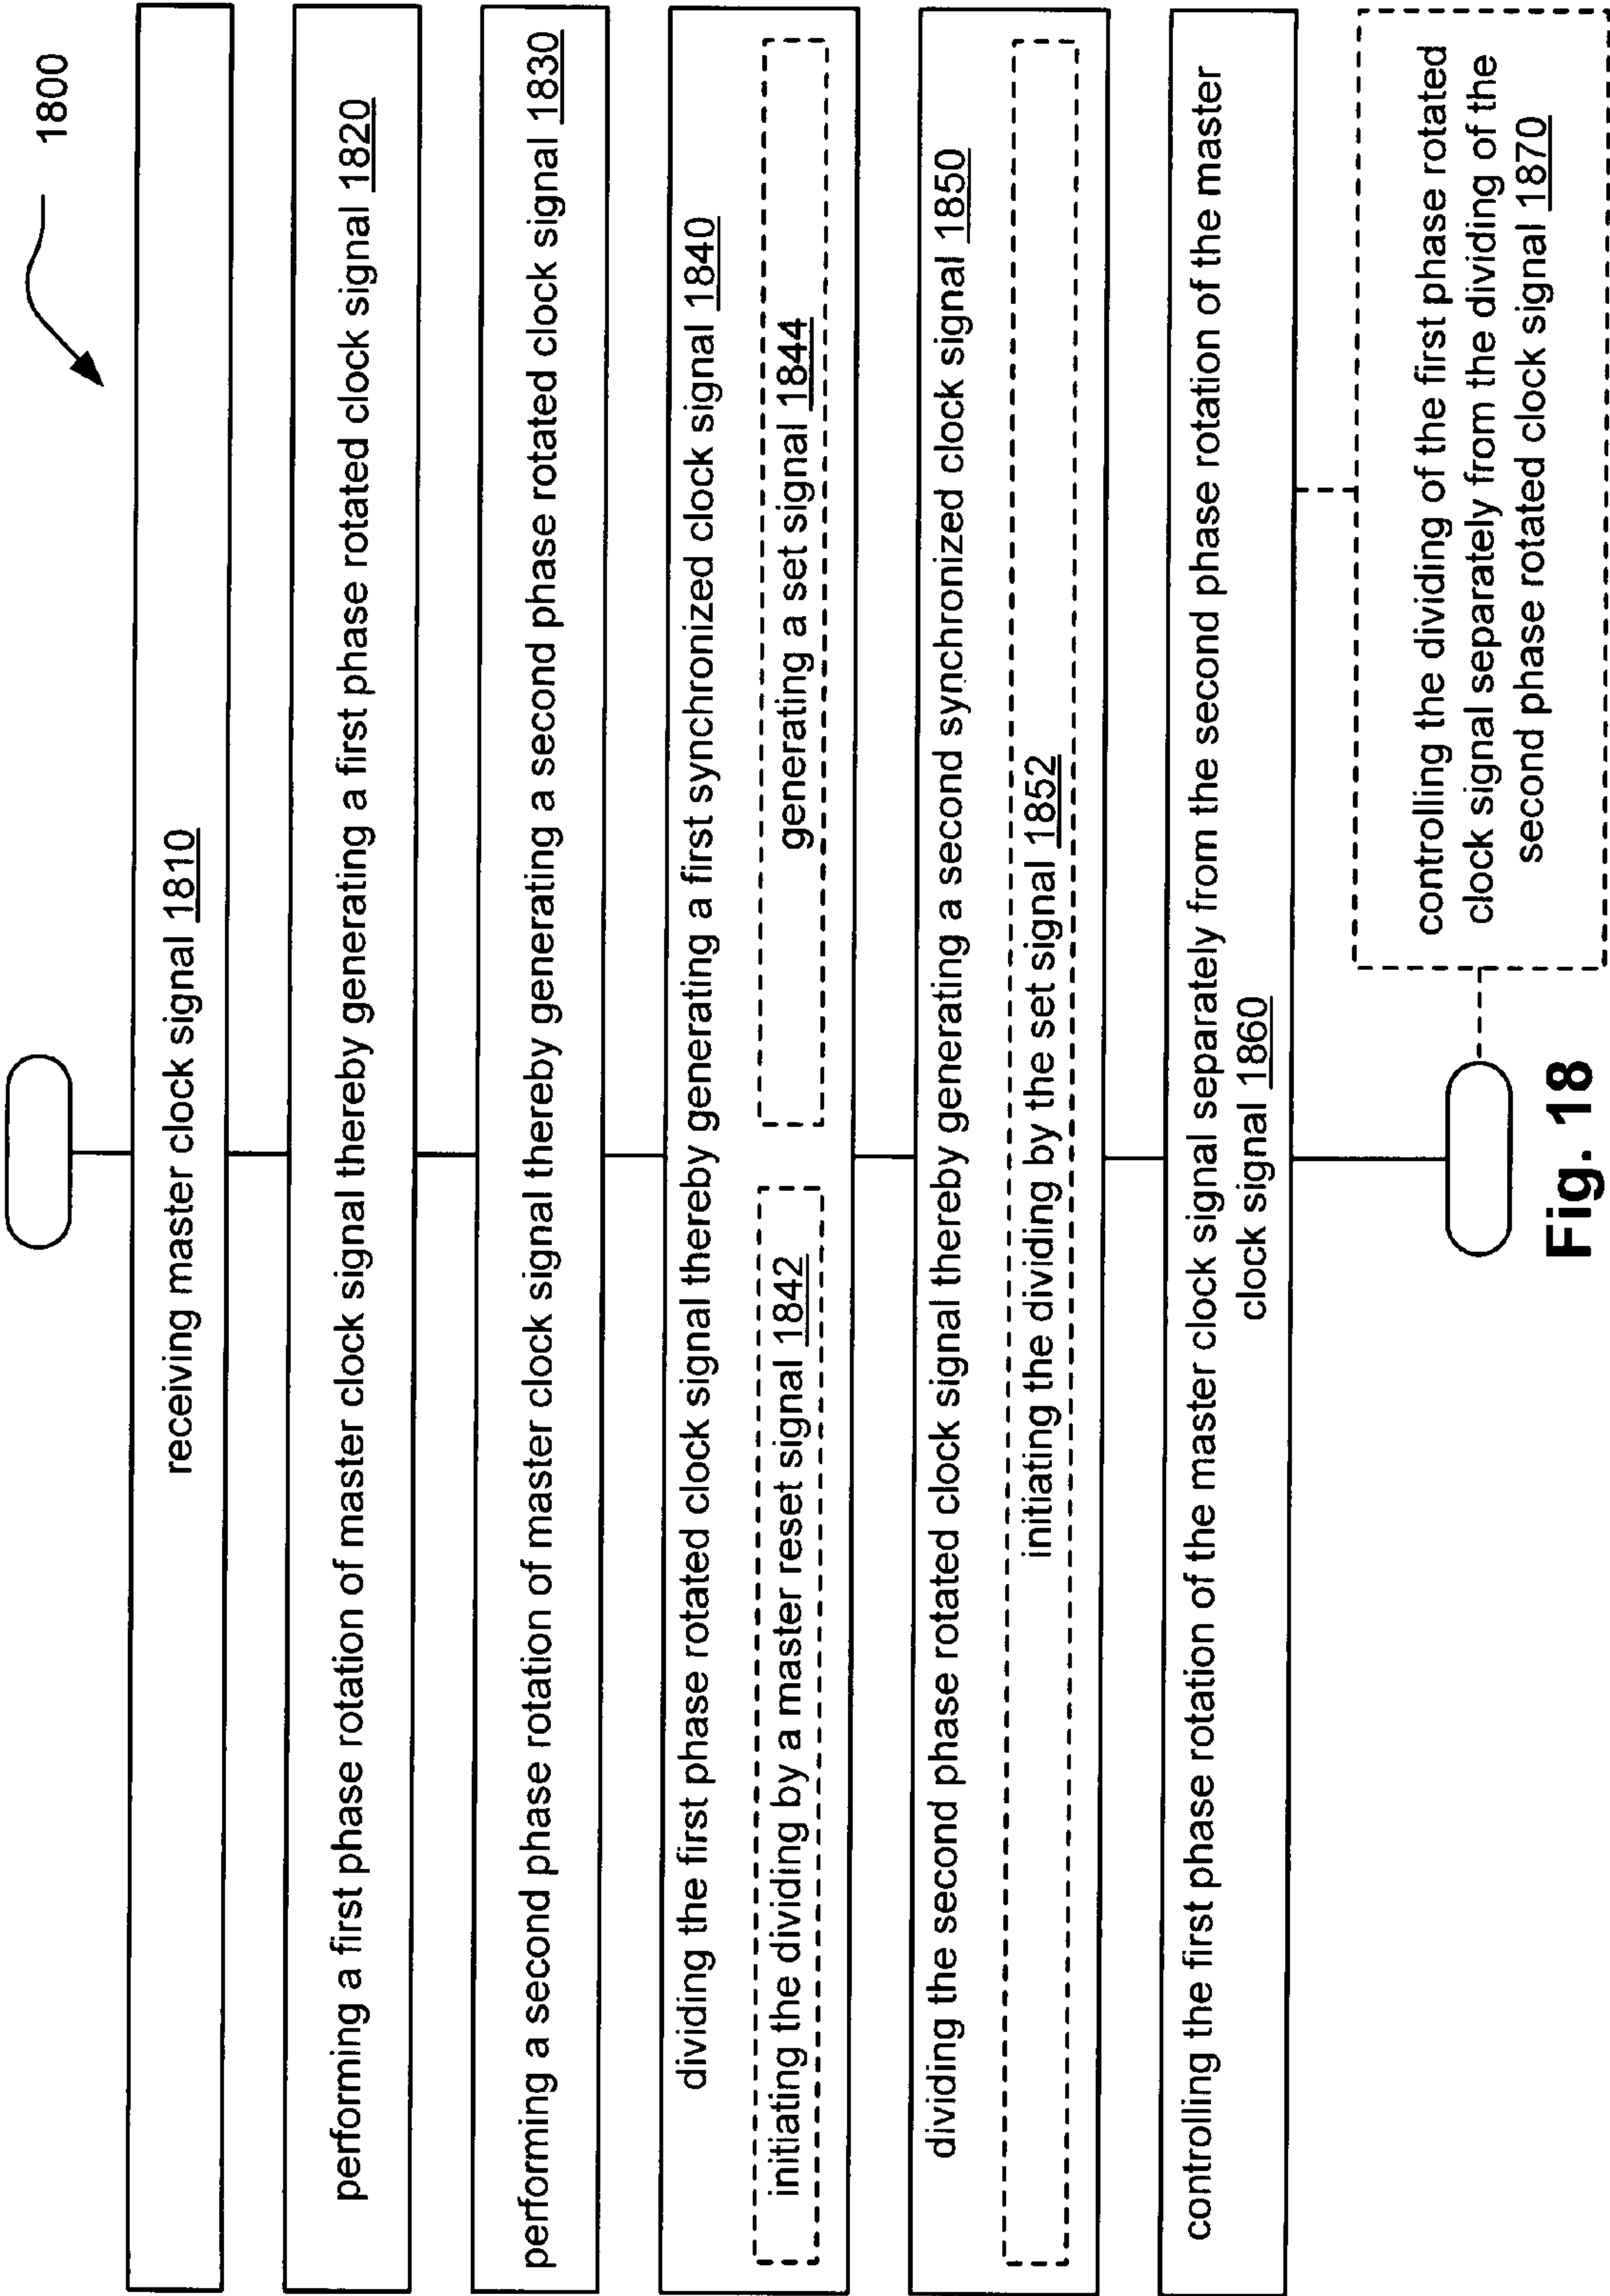 1800
receiving master clock signal 1810
performing a first phase rotation of master clock signal thereby generating a first phase rotated clock signal 1820
performing a second phase rotation of master clock signal thereby generating a second phase rotated clock signal 1830
dividing the first phase rotated clock signal thereby generating a first synchronized clock signal 1840
initiating the dividing by a master reset signal 1842
generating a set signal 1844
dividing the second phase rotated clock signal thereby generating a second synchronized clock signal 1850
initiating the dividing by the set signal 1852
controlling the first phase rotation of the master clock signal separately from the second phase rotation of the master
clock signal 1860
controlling the dividing of the first phase rotated
clock signal separately from the dividing of the
second phase rotated clock signal 1870
Fig. 18